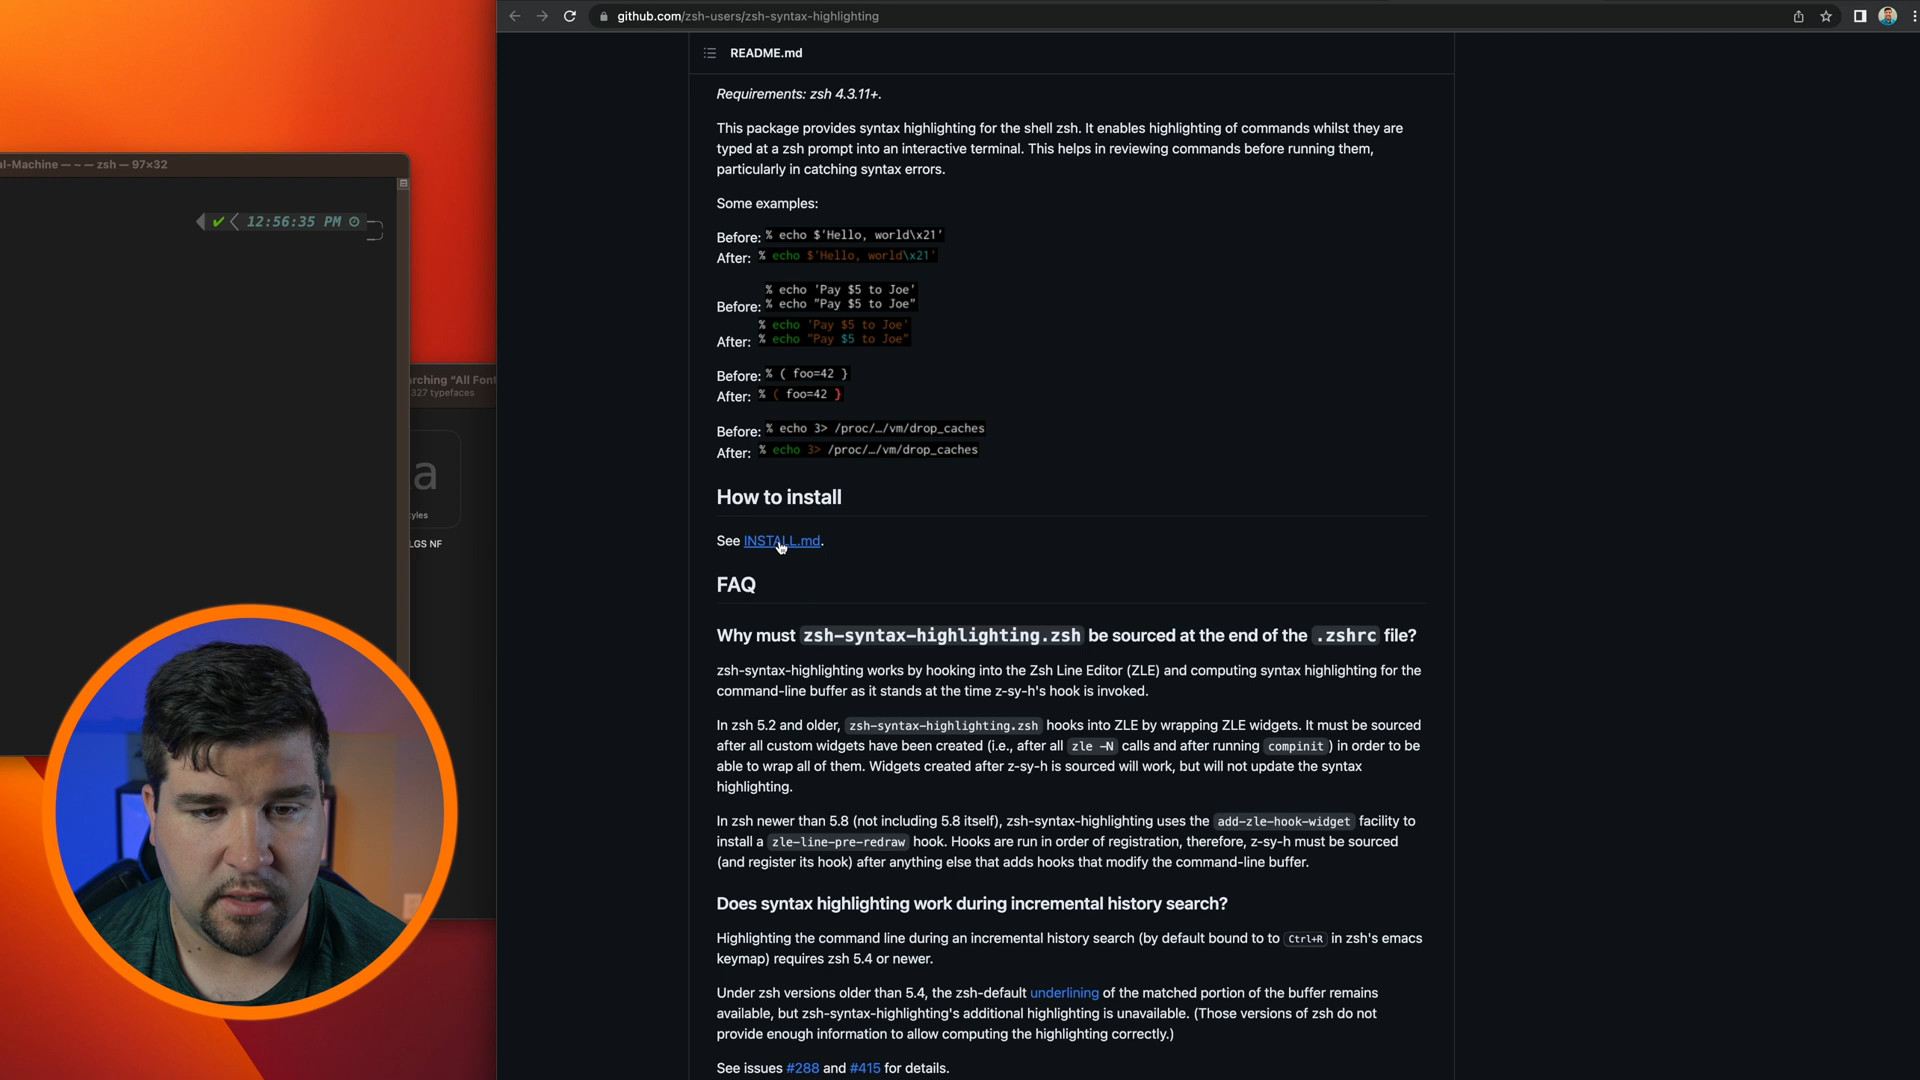 github.com/zsh-users/zsh-syntax-highlighting
README.md
al-Machine — ~ — zsh — 97×32
✔ 12:56:35 PM
arching “All Font
327 typefaces
a
tyles
LGS NF
Requirements: zsh 4.3.11+.
This package provides syntax highlighting for the shell zsh. It enables highlighting of commands whilst they are
typed at a zsh prompt into an interactive terminal. This helps in reviewing commands before running them,
particularly in catching syntax errors.
Some examples:
Before: % echo $'Hello, world\x21'
After: % echo $'Hello, world\x21'
% echo 'Pay $5 to Joe'
Before: % echo "Pay $5 to Joe"
% echo 'Pay $5 to Joe'
After: % echo "Pay $5 to Joe"
Before: % ( foo=42 }
After: % ( foo=42 }
Before: % echo 3> /proc/…/vm/drop_caches
After: % echo 3> /proc/…/vm/drop_caches
How to install
See INSTALL.md.
FAQ
Why must zsh-syntax-highlighting.zsh be sourced at the end of the .zshrc file?
zsh-syntax-highlighting works by hooking into the Zsh Line Editor (ZLE) and computing syntax highlighting for the
command-line buffer as it stands at the time z-sy-h's hook is invoked.
In zsh 5.2 and older, zsh-syntax-highlighting.zsh hooks into ZLE by wrapping ZLE widgets. It must be sourced
after all custom widgets have been created (i.e., after all zle -N calls and after running compinit) in order to be
able to wrap all of them. Widgets created after z-sy-h is sourced will work, but will not update the syntax
highlighting.
In zsh newer than 5.8 (not including 5.8 itself), zsh-syntax-highlighting uses the add-zle-hook-widget facility to
install a zle-line-pre-redraw hook. Hooks are run in order of registration, therefore, z-sy-h must be sourced
(and register its hook) after anything else that adds hooks that modify the command-line buffer.
Does syntax highlighting work during incremental history search?
Highlighting the command line during an incremental history search (by default bound to to Ctrl+R in zsh's emacs
keymap) requires zsh 5.4 or newer.
Under zsh versions older than 5.4, the zsh-default underlining of the matched portion of the buffer remains
available, but zsh-syntax-highlighting's additional highlighting is unavailable. (Those versions of zsh do not
provide enough information to allow computing the highlighting correctly.)
See issues #288 and #415 for details.